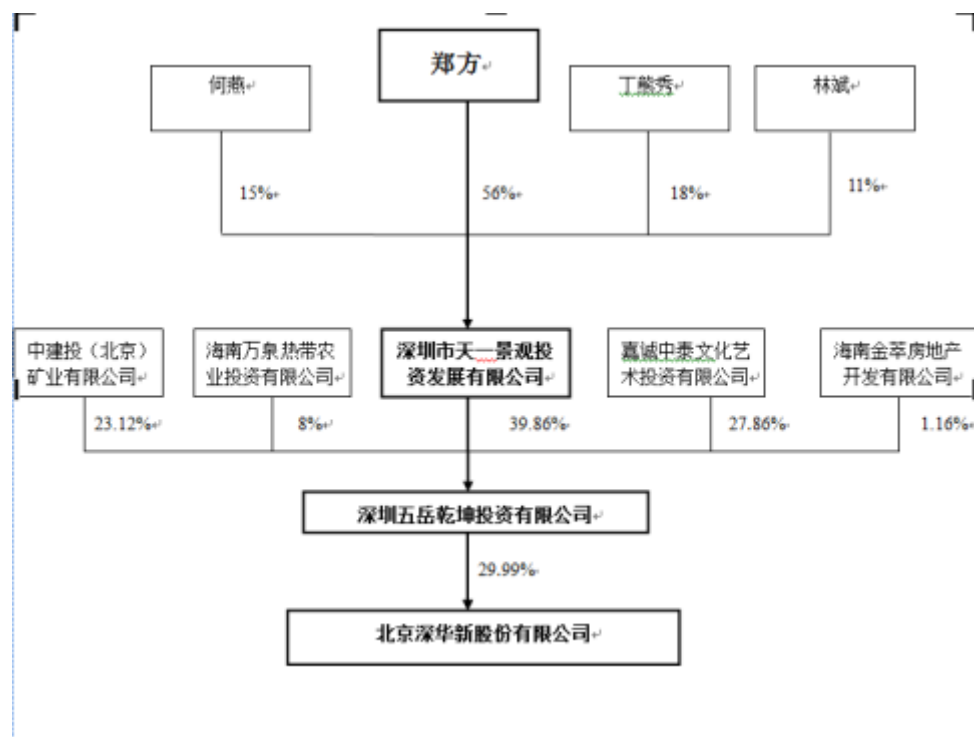 郑方
何燕
丁熊秀
林斌
15%
56%
18%
11%
中建投（北京）
矿业有限公司
海南万泉热带农
业投资有限公司
深圳市天一景观投
资发展有限公司
嘉诚中泰文化艺
术投资有限公司
海南金萃房地产
开发有限公司
23.12%
8%
39.86%
27.86%
1.16%
深圳五岳乾坤投资有限公司
29.99%
北京深华新股份有限公司